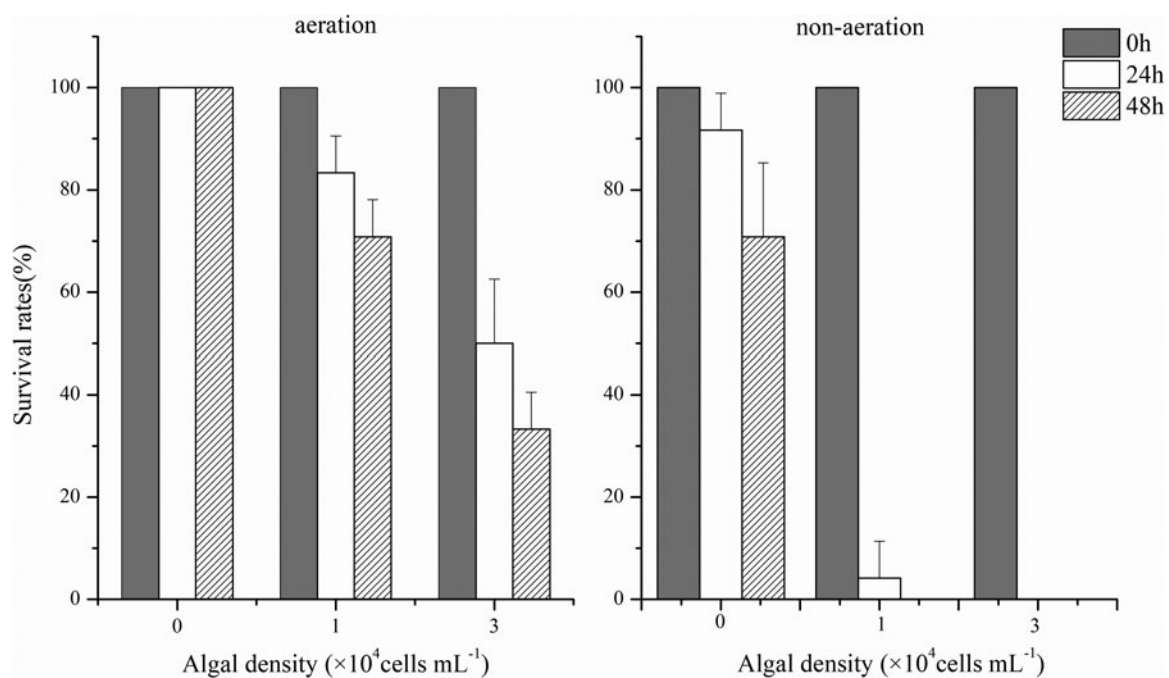 aeration
non-aeration
0h
24h
48h
Survival rates(%)
100
80
60
40
20
0
0
1
3
Algal density (×10⁴cells mL⁻¹)
100
80
60
40
20
0
0
1
3
Algal density (×10⁴cells mL⁻¹)